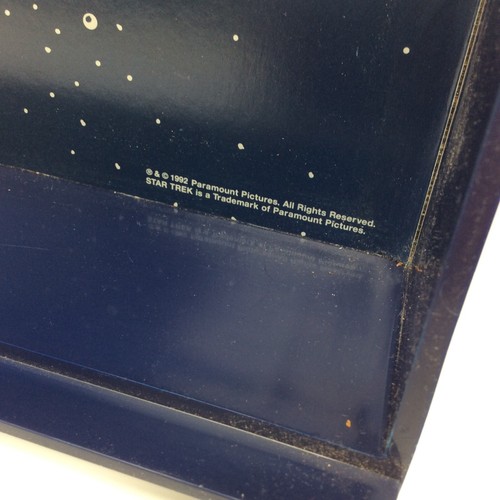 ® & © 1992 Paramount Pictures. All Rights Reserved.
STAR TREK is a Trademark of Paramount Pictures.